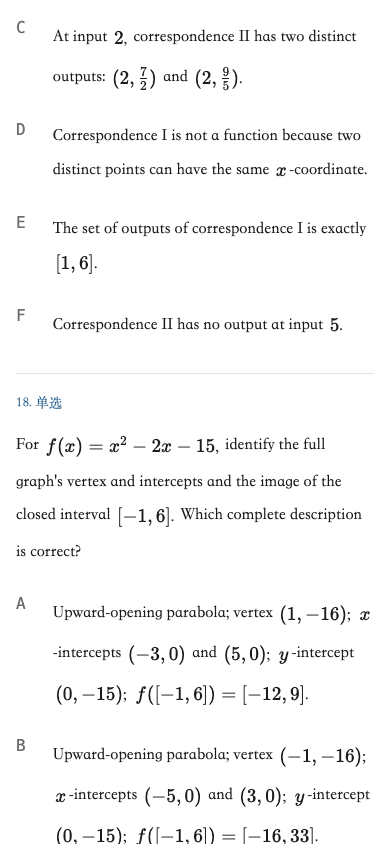 C
At input 2, correspondence II has two distinct
outputs: (2, 7/2) and (2, 9/5).
D
Correspondence I is not a function because two
distinct points can have the same x-coordinate.
E
The set of outputs of correspondence I is exactly
[1, 6].
F
Correspondence II has no output at input 5.
18. 单选
For f(x) = x² − 2x − 15, identify the full
graph's vertex and intercepts and the image of the
closed interval [−1, 6]. Which complete description
is correct?
A
Upward-opening parabola; vertex (1, −16); x
-intercepts (−3, 0) and (5, 0); y-intercept
(0, −15); f([−1, 6]) = [−12, 9].
B
Upward-opening parabola; vertex (−1, −16);
x-intercepts (−5, 0) and (3, 0); y-intercept
(0, −15); f([−1, 6]) = [−16, 33].